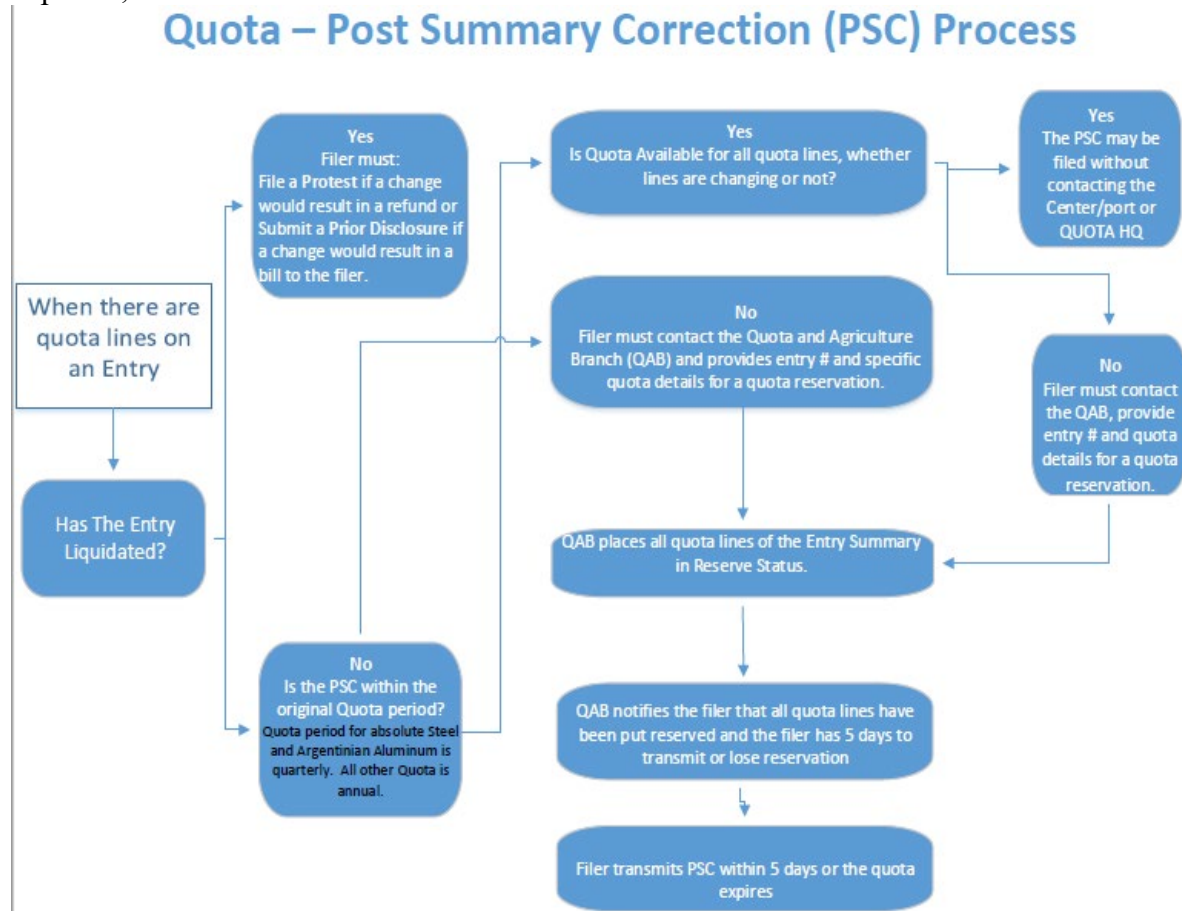 Quota – Post Summary Correction (PSC) Process
When there are
quota lines on
an Entry
Has The Entry
Liquidated?
Yes
Filer must:
File a Protest if a change
would result in a refund or
Submit a Prior Disclosure if
a change would result in a
bill to the filer.
No
Is the PSC within the
original Quota period?
Quota period for absolute Steel
and Argentinian Aluminum is
quarterly. All other Quota is
annual.
Yes
Is Quota Available for all quota lines, whether
lines are changing or not?
No
Filer must contact the Quota and Agriculture
Branch (QAB) and provides entry # and specific
quota details for a quota reservation.
Yes
The PSC may be
filed without
contacting the
Center/port or
QUOTA HQ
No
Filer must contact
the QAB, provide
entry # and quota
details for a quota
reservation.
QAB places all quota lines of the Entry Summary
in Reserve Status.
QAB notifies the filer that all quota lines have
been put reserved and the filer has 5 days to
transmit or lose reservation
Filer transmits PSC within 5 days or the quota
expires